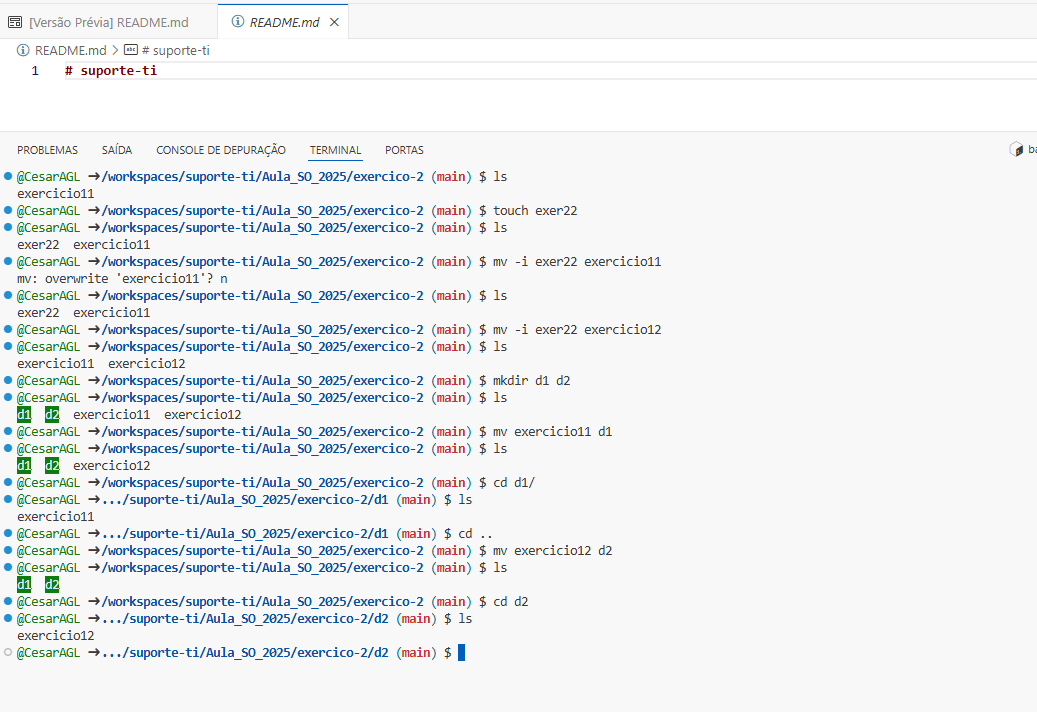 [Versão Prévia] README.md README.md
README.md > # suporte-ti
1 # suporte-ti
PROBLEMAS SAÍDA CONSOLE DE DEPURAÇÃO TERMINAL PORTAS ba
@CesarAGL ➜/workspaces/suporte-ti/Aula_SO_2025/exercico-2 (main) $ ls
exercicio11
@CesarAGL ➜/workspaces/suporte-ti/Aula_SO_2025/exercico-2 (main) $ touch exer22
@CesarAGL ➜/workspaces/suporte-ti/Aula_SO_2025/exercico-2 (main) $ ls
exer22  exercicio11
@CesarAGL ➜/workspaces/suporte-ti/Aula_SO_2025/exercico-2 (main) $ mv -i exer22 exercicio11
mv: overwrite 'exercicio11'? n
@CesarAGL ➜/workspaces/suporte-ti/Aula_SO_2025/exercico-2 (main) $ ls
exer22  exercicio11
@CesarAGL ➜/workspaces/suporte-ti/Aula_SO_2025/exercico-2 (main) $ mv -i exer22 exercicio12
@CesarAGL ➜/workspaces/suporte-ti/Aula_SO_2025/exercico-2 (main) $ ls
exercicio11  exercicio12
@CesarAGL ➜/workspaces/suporte-ti/Aula_SO_2025/exercico-2 (main) $ mkdir d1 d2
@CesarAGL ➜/workspaces/suporte-ti/Aula_SO_2025/exercico-2 (main) $ ls
d1  d2  exercicio11  exercicio12
@CesarAGL ➜/workspaces/suporte-ti/Aula_SO_2025/exercico-2 (main) $ mv exercicio11 d1
@CesarAGL ➜/workspaces/suporte-ti/Aula_SO_2025/exercico-2 (main) $ ls
d1  d2  exercicio12
@CesarAGL ➜/workspaces/suporte-ti/Aula_SO_2025/exercico-2 (main) $ cd d1/
@CesarAGL ➜.../suporte-ti/Aula_SO_2025/exercico-2/d1 (main) $ ls
exercicio11
@CesarAGL ➜.../suporte-ti/Aula_SO_2025/exercico-2/d1 (main) $ cd ..
@CesarAGL ➜/workspaces/suporte-ti/Aula_SO_2025/exercico-2 (main) $ mv exercicio12 d2
@CesarAGL ➜/workspaces/suporte-ti/Aula_SO_2025/exercico-2 (main) $ ls
d1  d2
@CesarAGL ➜/workspaces/suporte-ti/Aula_SO_2025/exercico-2 (main) $ cd d2
@CesarAGL ➜.../suporte-ti/Aula_SO_2025/exercico-2/d2 (main) $ ls
exercicio12
@CesarAGL ➜.../suporte-ti/Aula_SO_2025/exercico-2/d2 (main) $